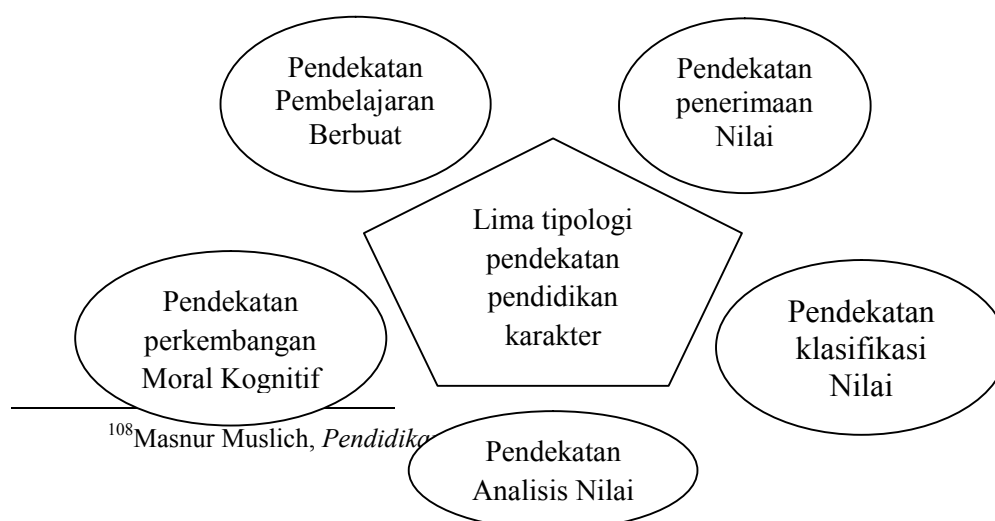 Pendekatan
Pembelajaran
Berbuat
Pendekatan
penerimaan
Nilai
Lima tipologi
pendekatan
pendidikan
karakter
Pendekatan
perkembangan
Moral Kognitif
Pendekatan
klasifikasi
Nilai
Pendekatan
Analisis Nilai
108Masnur Muslich,